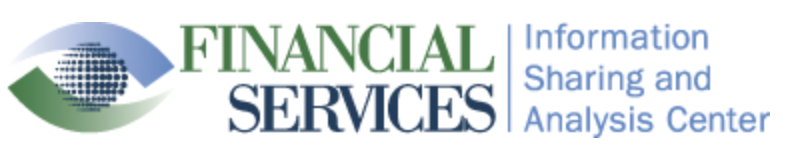 FINANCIAL
SERVICES
Information
Sharing and
Analysis Center